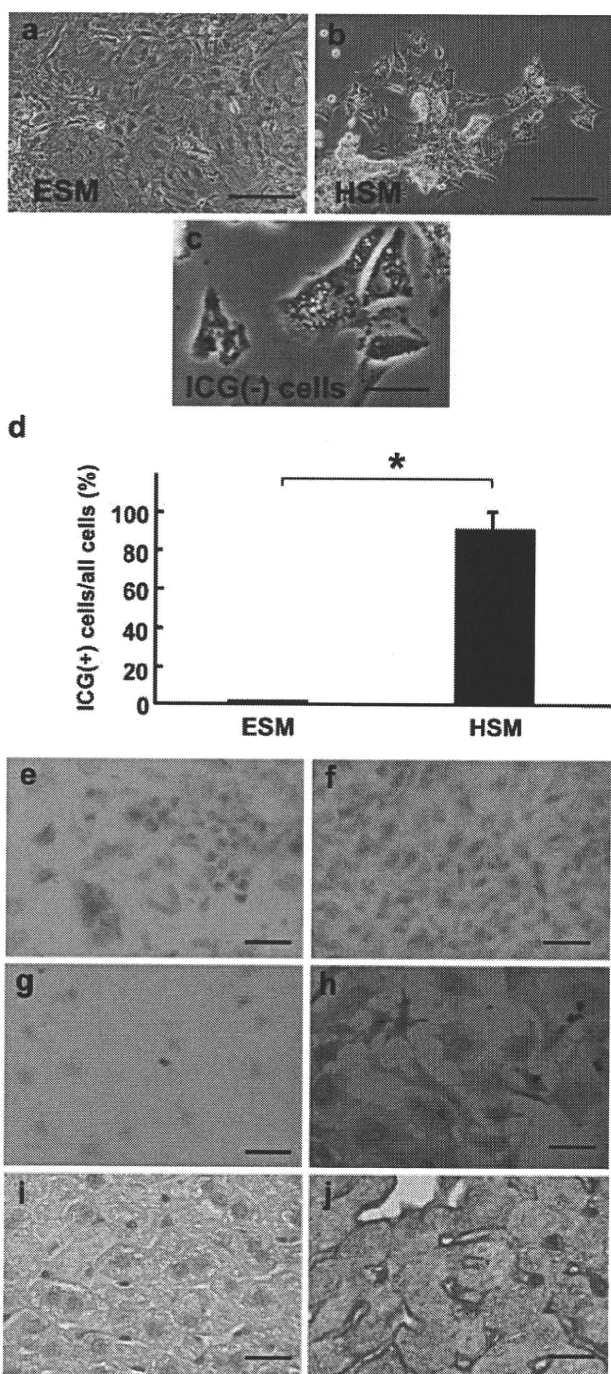 a
b
ESM
HSM
c
ICG(-) cells
d
*
ICG(+) cells/all cells (%)
100
80
60
40
20
0
ESM
HSM
e
f
g
h
i
j